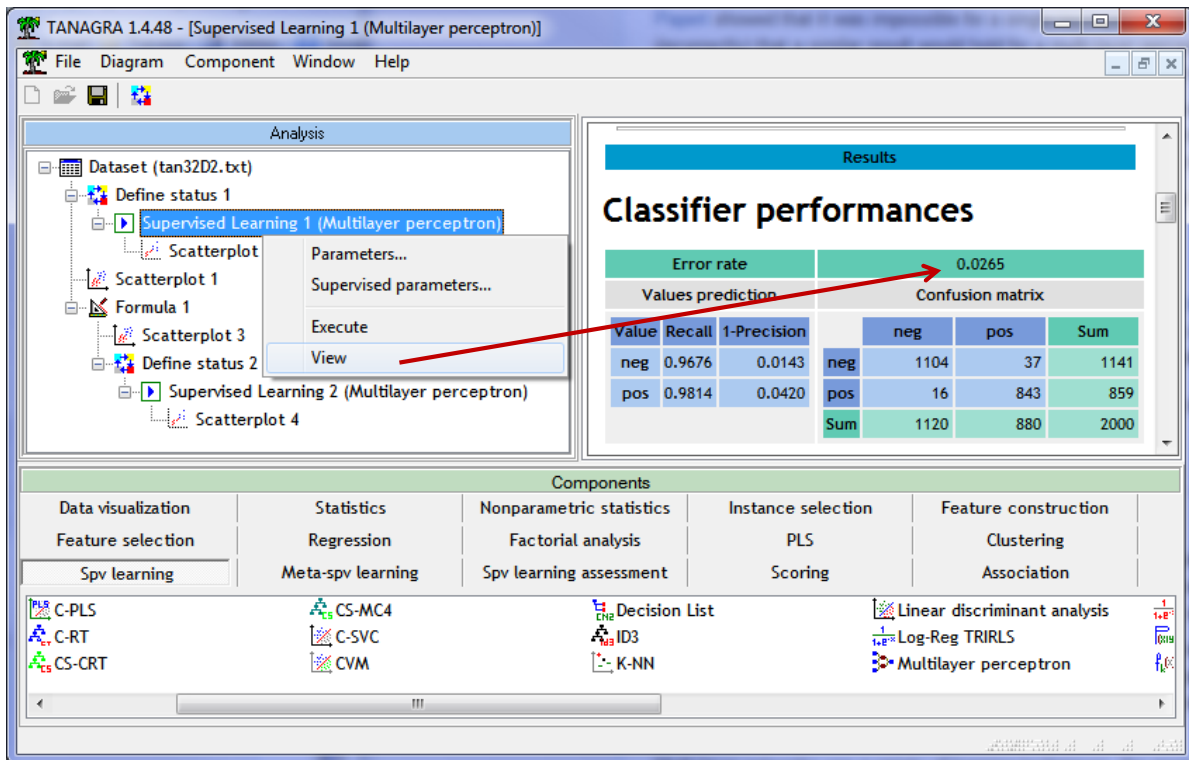 TANAGRA 1.4.48 - [Supervised Learning 1 (Multilayer perceptron)]
File Diagram Component Window Help
Analysis
Dataset (tan32D2.txt)
Define status 1
Supervised Learning 1 (Multilayer perceptron)
Scatterplot
Scatterplot 1
Formula 1
Scatterplot 3
Define status 2
Supervised Learning 2 (Multilayer perceptron)
Scatterplot 4
Parameters...
Supervised parameters...
Execute
View
Results
Classifier performances
Error rate 0.0265
Values prediction Confusion matrix
Value Recall 1-Precision neg pos Sum
neg 0.9676 0.0143 neg 1104 37 1141
pos 0.9814 0.0420 pos 16 843 859
Sum 1120 880 2000
Components
Data visualization Statistics Nonparametric statistics Instance selection Feature construction
Feature selection Regression Factorial analysis PLS Clustering
Spv learning Meta-spv learning Spv learning assessment Scoring Association
C-PLS CS-MC4 Decision List Linear discriminant analysis
C-RT C-SVC ID3 Log-Reg TRIRLS
CS-CRT CVM K-NN Multilayer perceptron